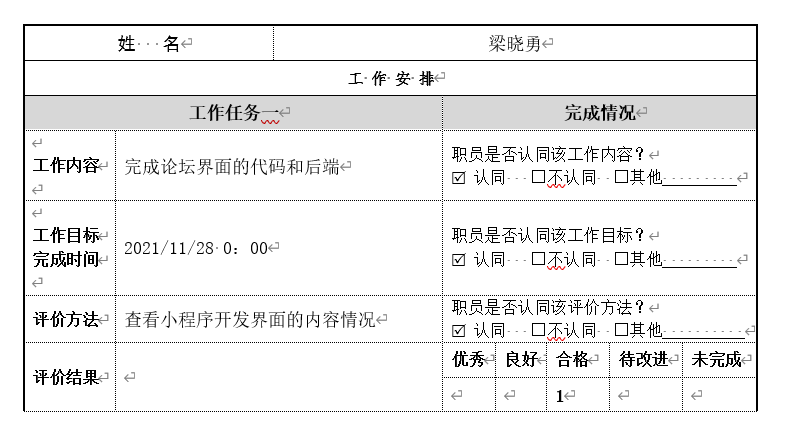 姓 名 梁晓勇
工 作 安 排
工作任务一 完成情况
工作内容 完成论坛界面的代码和后端 职员是否认同该工作内容？
☑ 认同 □不认同 □其他_________
工作目标
完成时间 2021/11/28 0：00 职员是否认同该工作目标？
☑ 认同 □不认同 □其他_________
评价方法 查看小程序开发界面的内容情况 职员是否认同该评价方法？
☑ 认同 □不认同 □其他__________
评价结果 优秀 良好 合格 待改进 未完成
1